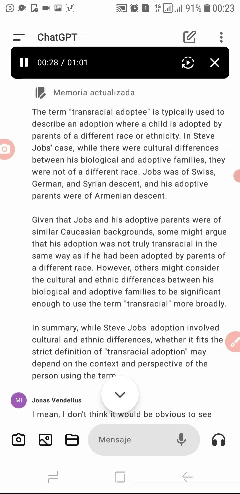 91% 00:23
ChatGPT
00:28 / 01:01
Memoria actualizada
The term "transracial adoptee" is typically used to
describe an adoption where a child is adopted by
parents of a different race or ethnicity. In Steve
Jobs' case, while there were cultural differences
between his biological and adoptive families, they
were not of a different race. Jobs was of Swiss,
German, and Syrian descent, and his adoptive
parents were of Armenian descent.
Given that Jobs and his adoptive parents were of
similar Caucasian backgrounds, some might argue
that his adoption was not truly transracial in the
same way as if he had been adopted by parents of
a different race. However, others might consider
the cultural and ethnic differences between his
biological and adoptive families to be significant
enough to use the term "transracial" more broadly.
In summary, while Steve Jobs' adoption involved
cultural and ethnic differences, whether it fits the
strict definition of "transracial adoption" may
depend on the context and perspective of the
person using the term.
Jonas Vendelius
I mean, I don't think it would be obvious to see
Mensaje